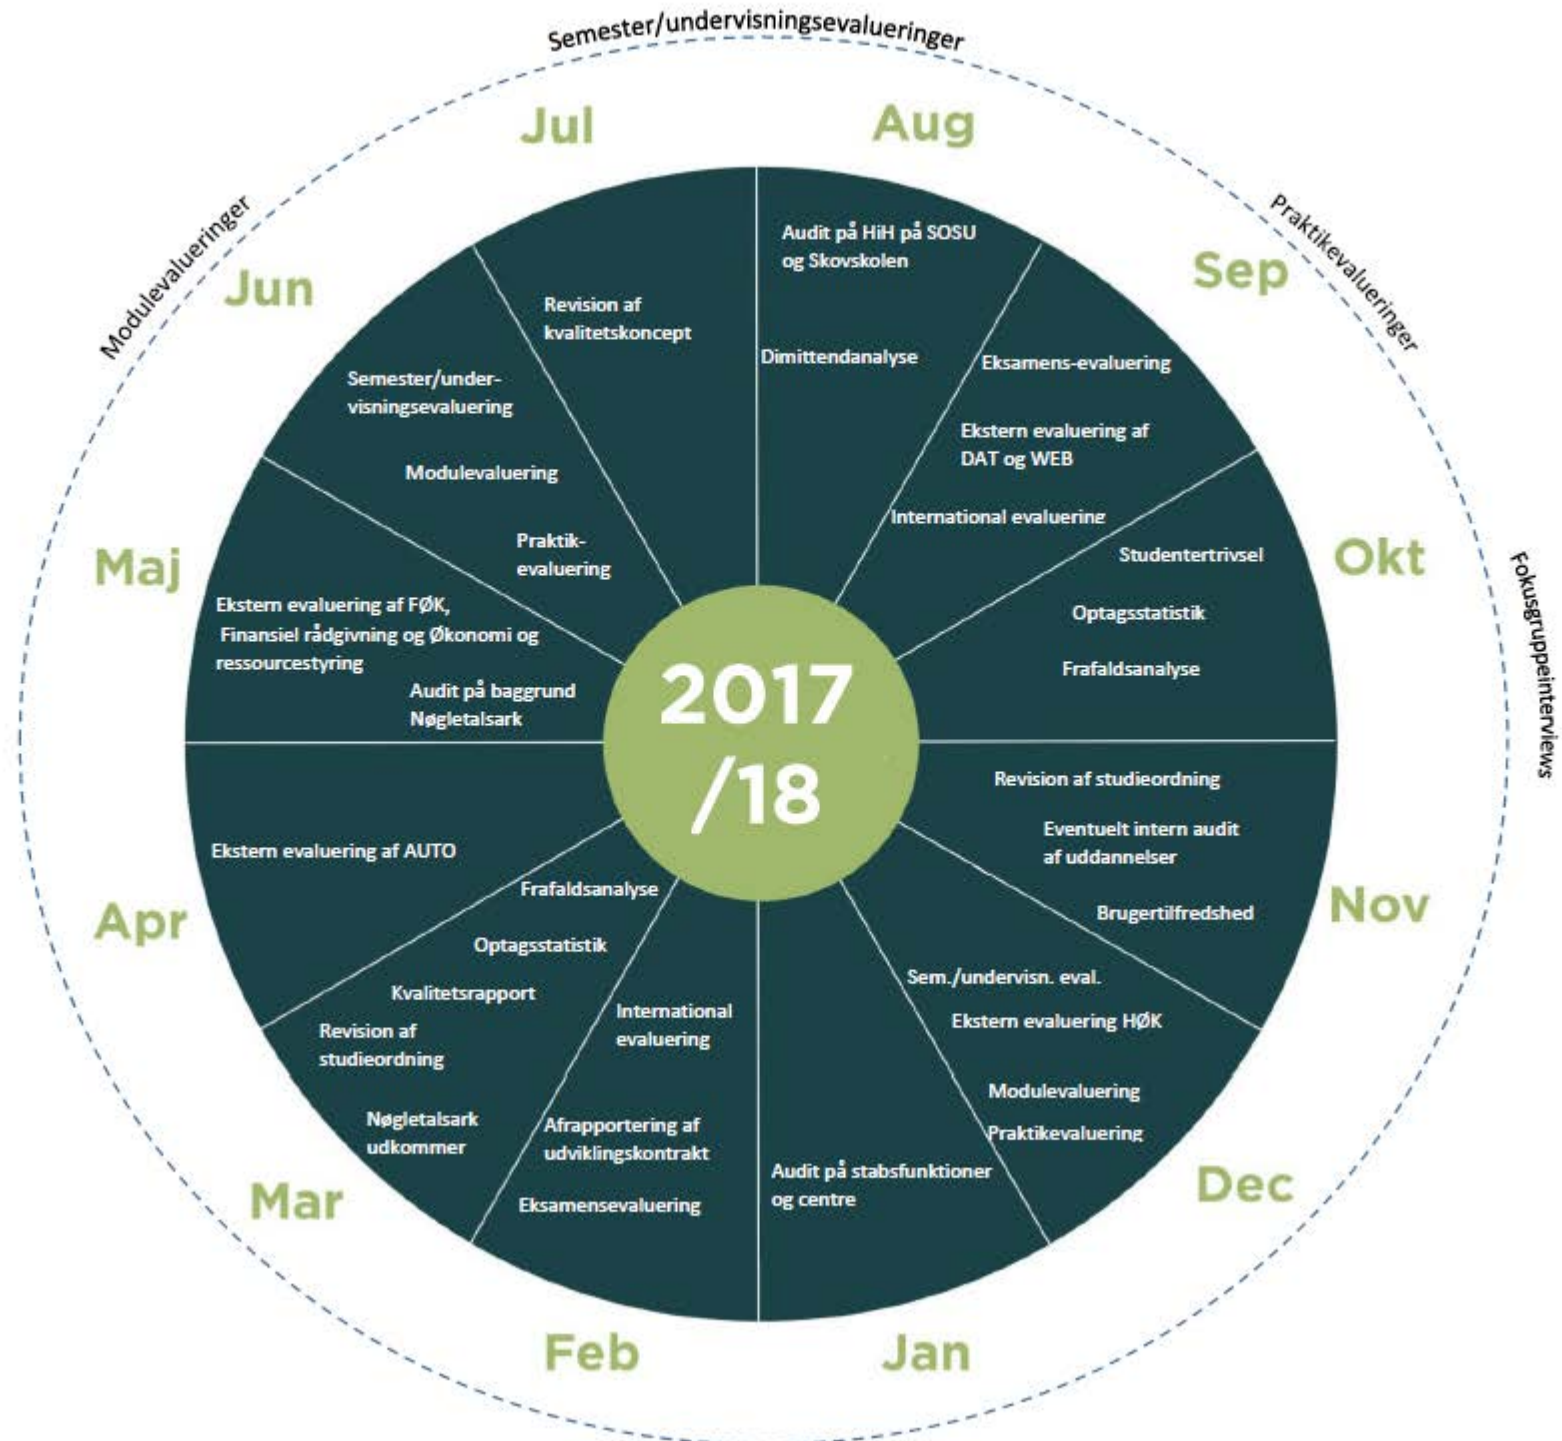 Semester/undervisningsevalueringer
Jul
Aug
Modulevalueringer
Praktikevalueringer
Jun
Sep
Audit på HiH på SOSU
og Skovskolen
Dimittendanalyse
Revision af
kvalitetskoncept
Eksamens-evaluering
Ekstern evaluering af
DAT og WEB
International evaluering
Semester/under-
visningsevaluering
Modulevaluering
Praktik-
evaluering
Maj
Okt
Fokusgruppeinterviews
Studentertrivsel
Optagsstatistik
Frafaldsanalyse
Ekstern evaluering af FØK,
Finansiel rådgivning og Økonomi og
ressourcestyring
Audit på baggrund
Nøgletalsark
2017
/18
Revision af studieordning
Eventuelt intern audit
af uddannelser
Brugertilfredshed
Nov
Ekstern evaluering af AUTO
Apr
Frafaldsanalyse
Optagsstatistik
Kvalitetsrapport
Revision af
studieordning
Nøgletalsark
udkommer
Mar
International
evaluering
Afrapportering af
udviklingskontrakt
Eksamensevaluering
Feb
Audit på stabsfunktioner
og centre
Jan
Sem./undervisn. eval.
Ekstern evaluering HØK
Modulevaluering
Praktikevaluering
Dec